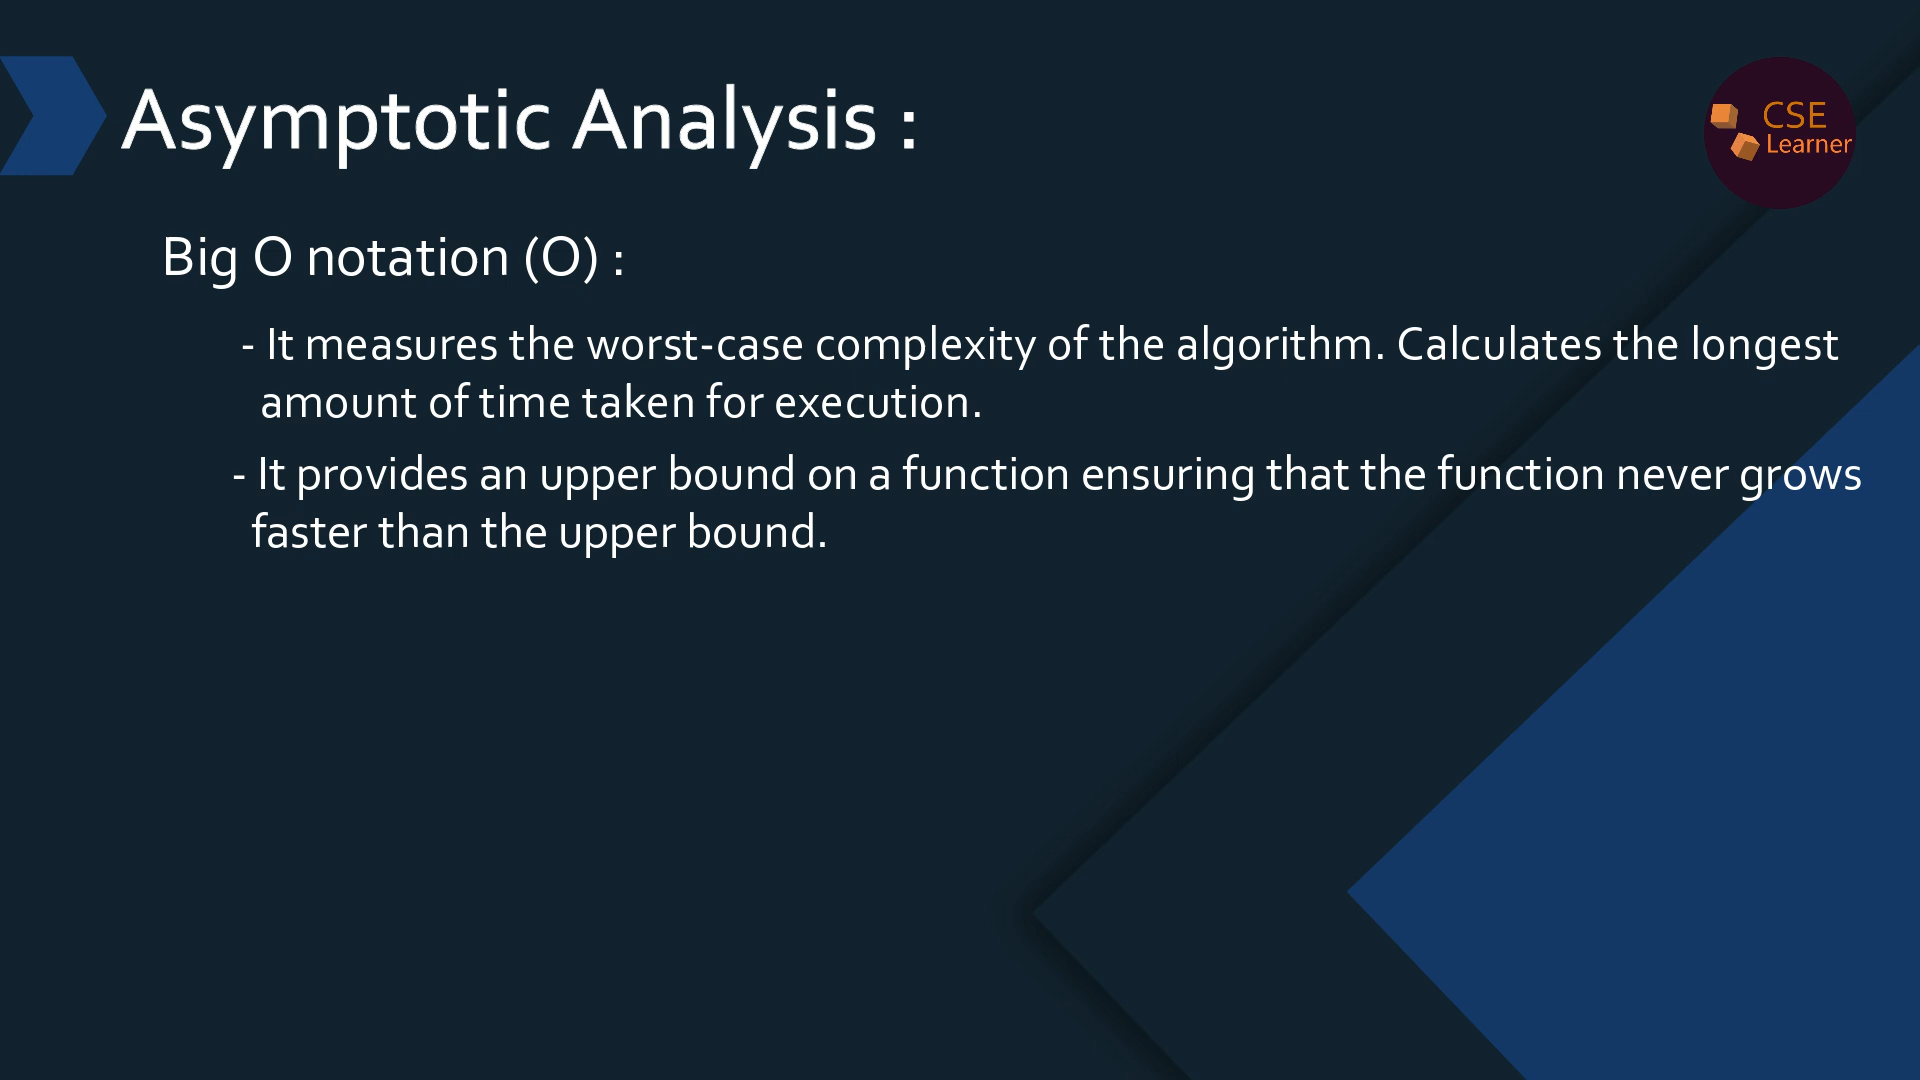 Asymptotic Analysis :
CSE
Learner
Big O notation (O) :
- It measures the worst-case complexity of the algorithm. Calculates the longest
amount of time taken for execution.
- It provides an upper bound on a function ensuring that the function never grows
faster than the upper bound.